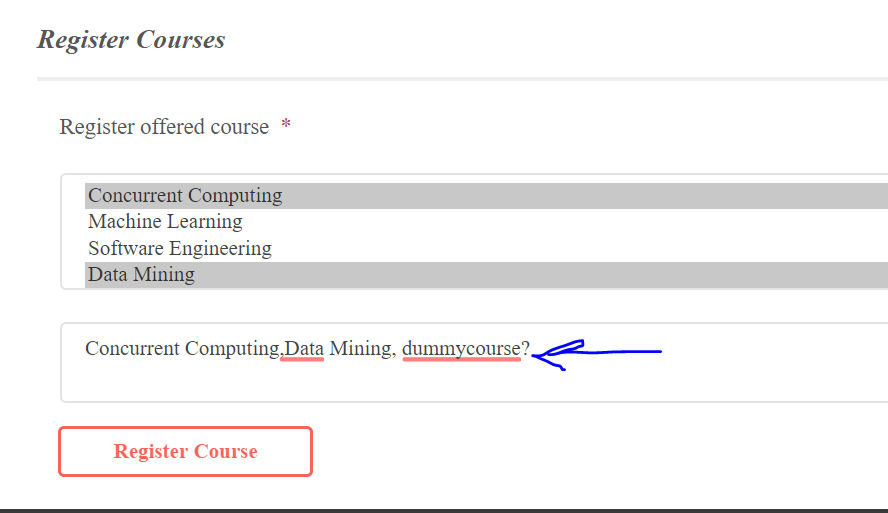 Register Courses
Register offered course *
Concurrent Computing
Machine Learning
Software Engineering
Data Mining
Concurrent Computing,Data Mining, dummycourse?
Register Course